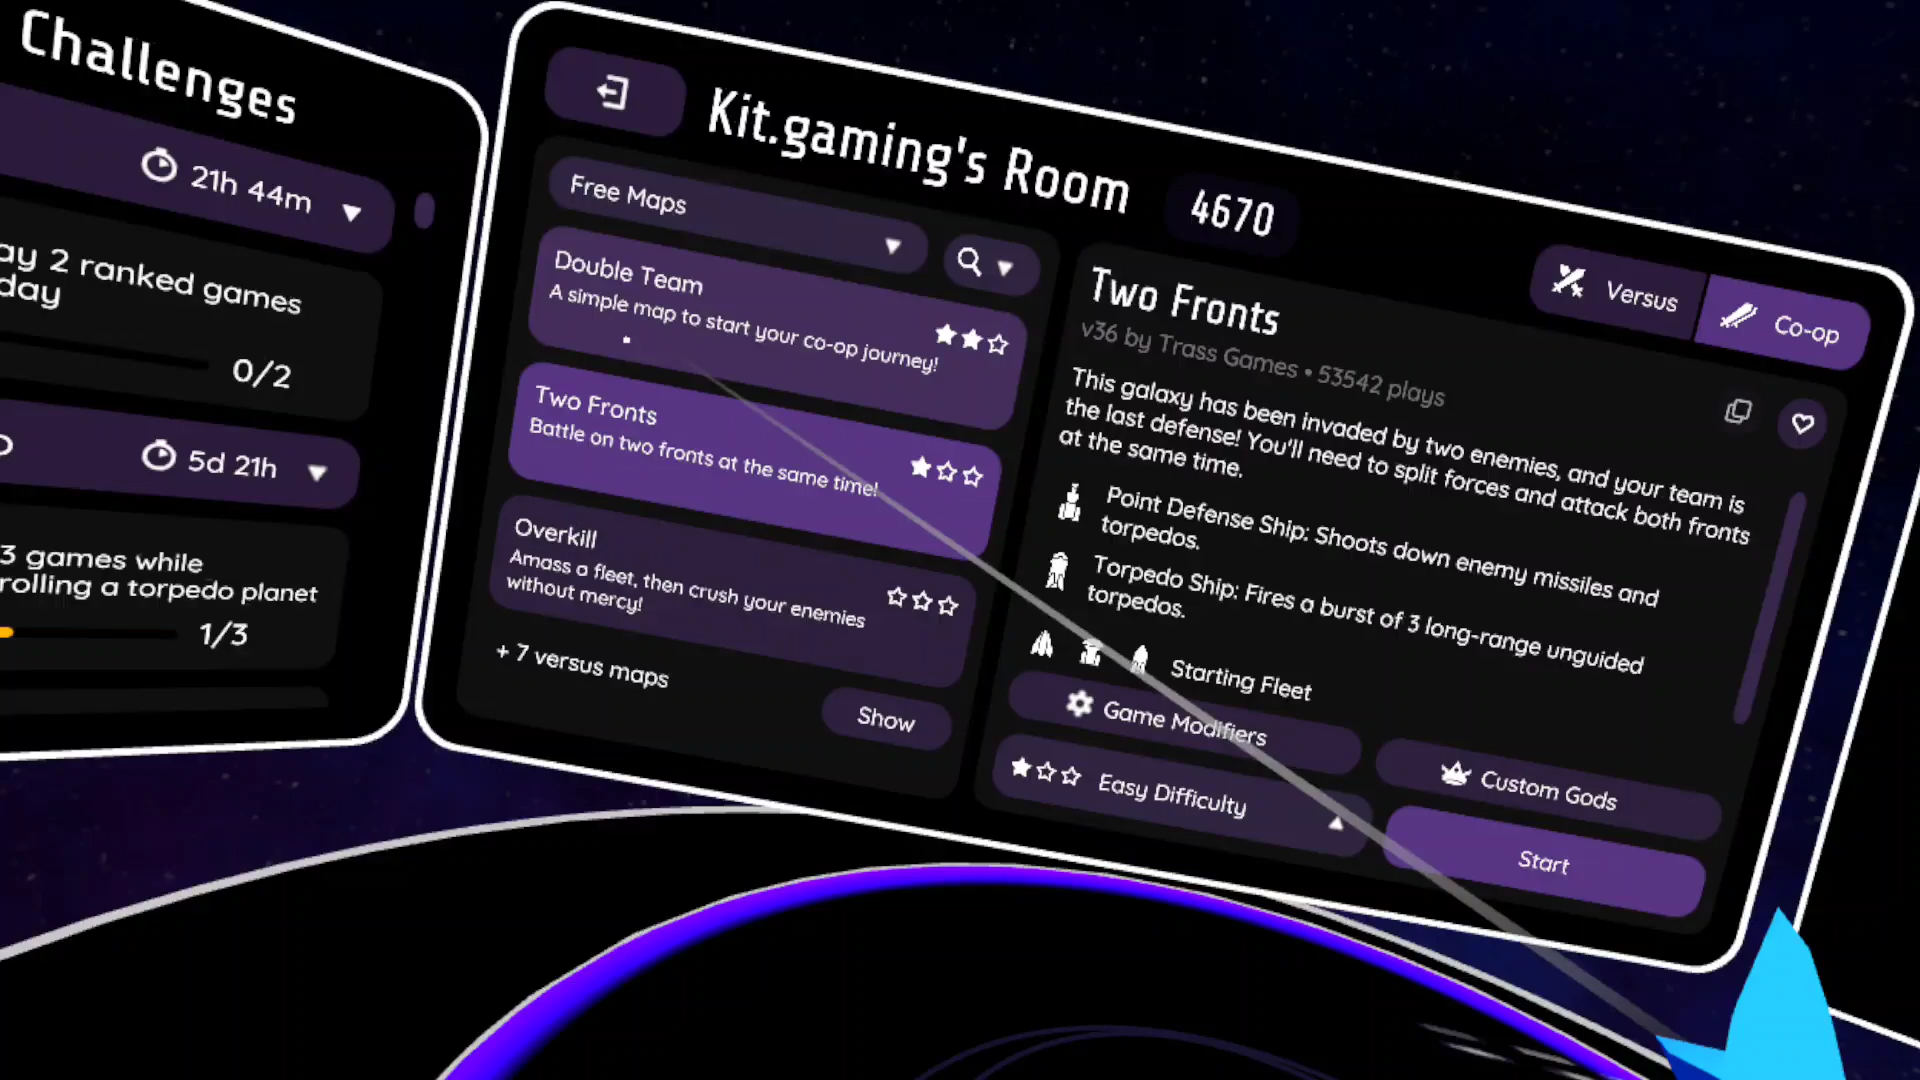 Challenges
21h 44m
ay 2 ranked games
day
0/2
5d 21h
3 games while
rolling a torpedo planet
1/3
Kit.gaming's Room
4670
Free Maps
Double Team
A simple map to start your co-op journey!
Two Fronts
Battle on two fronts at the same time!
Overkill
Amass a fleet, then crush your enemies
without mercy!
+ 7 versus maps
Show
Versus
Co-op
Two Fronts
v36 by Trass Games • 53542 plays
This galaxy has been invaded by two enemies, and your team is
the last defense! You'll need to split forces and attack both fronts
at the same time.
Point Defense Ship: Shoots down enemy missiles and
torpedos.
Torpedo Ship: Fires a burst of 3 long-range unguided
torpedos.
Starting Fleet
Game Modifiers
Custom Gods
Easy Difficulty
Start